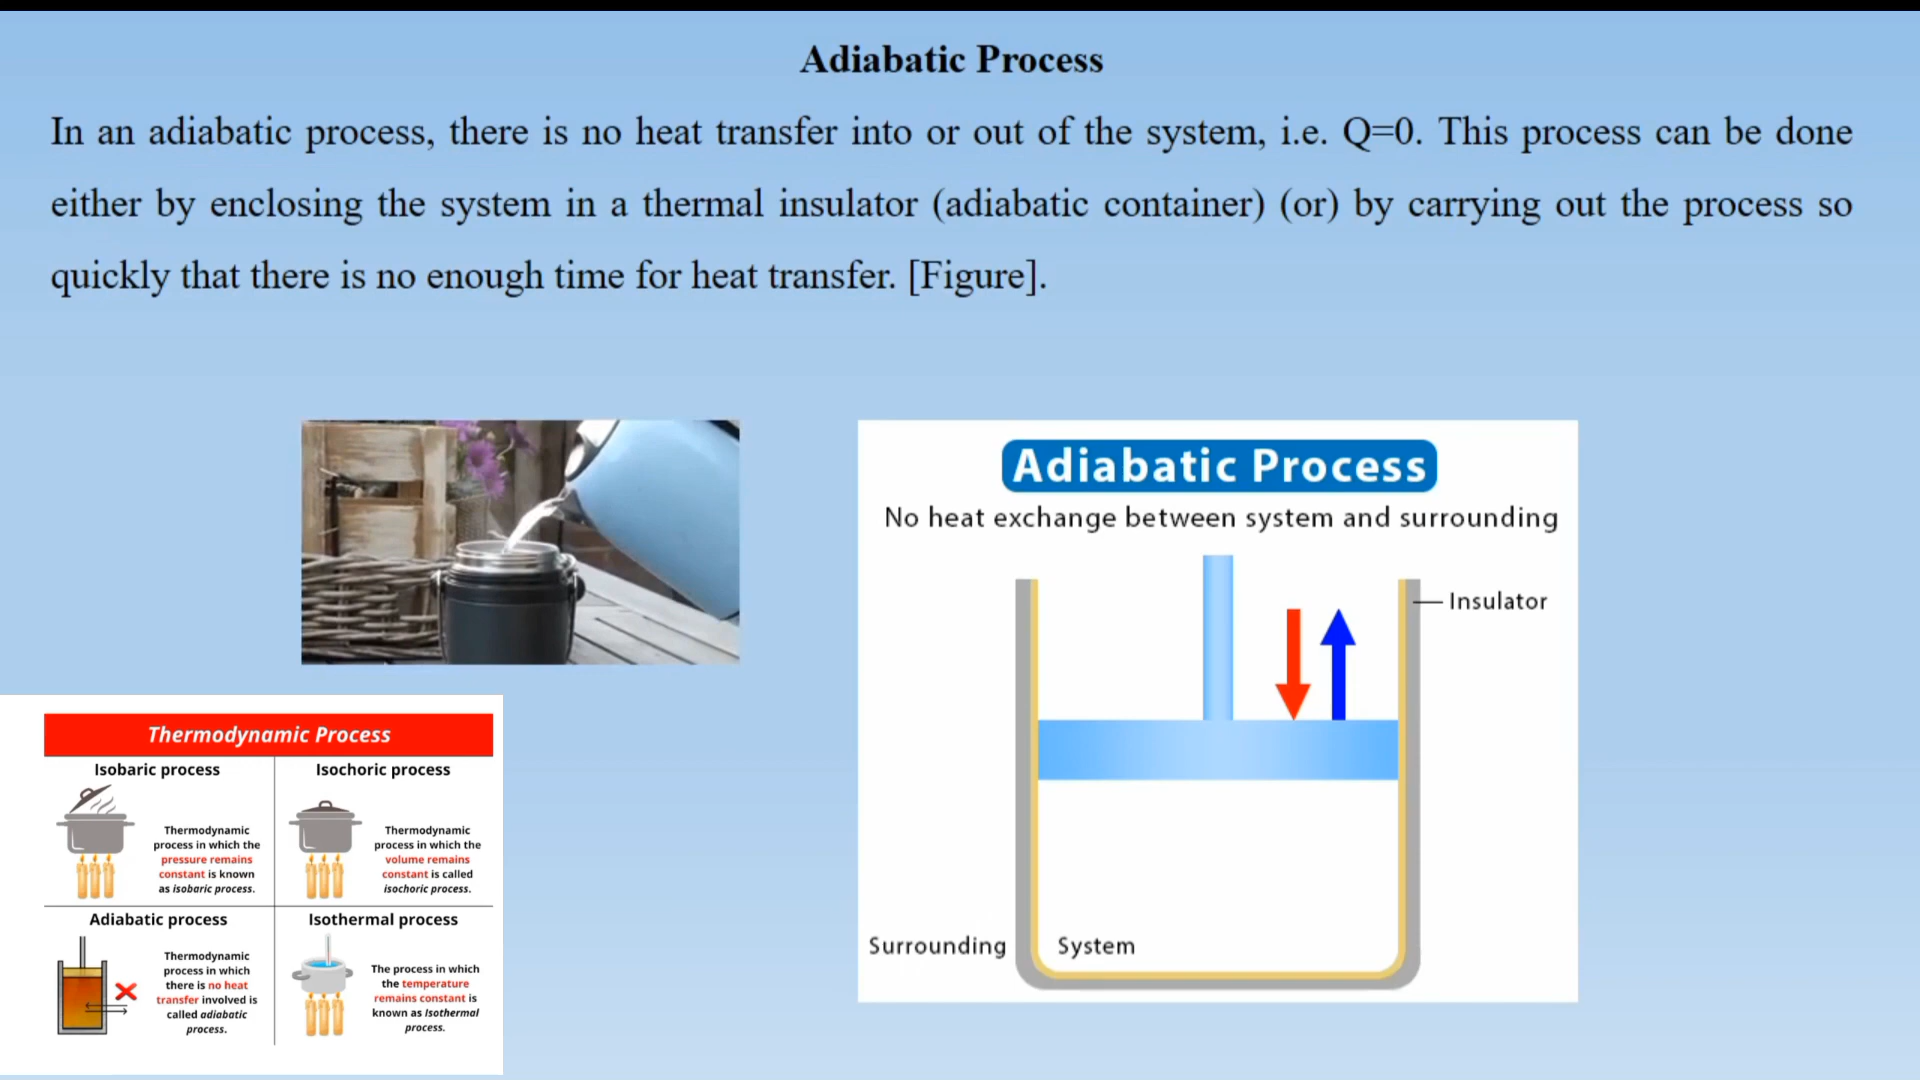 Adiabatic Process
In an adiabatic process, there is no heat transfer into or out of the system, i.e. Q=0. This process can be done
either by enclosing the system in a thermal insulator (adiabatic container) (or) by carrying out the process so
quickly that there is no enough time for heat transfer. [Figure].
Adiabatic Process
No heat exchange between system and surrounding
Insulator
Surrounding
System
Thermodynamic Process
Isobaric process
Thermodynamic
process in which the
pressure remains
constant is known
as isobaric process.
Isochoric process
Thermodynamic
process in which the
volume remains
constant is called
isochoric process.
Adiabatic process
Thermodynamic
process in which
there is no heat
transfer involved is
called adiabatic
process.
Isothermal process
The process in which
the temperature
remains constant is
known as Isothermal
process.